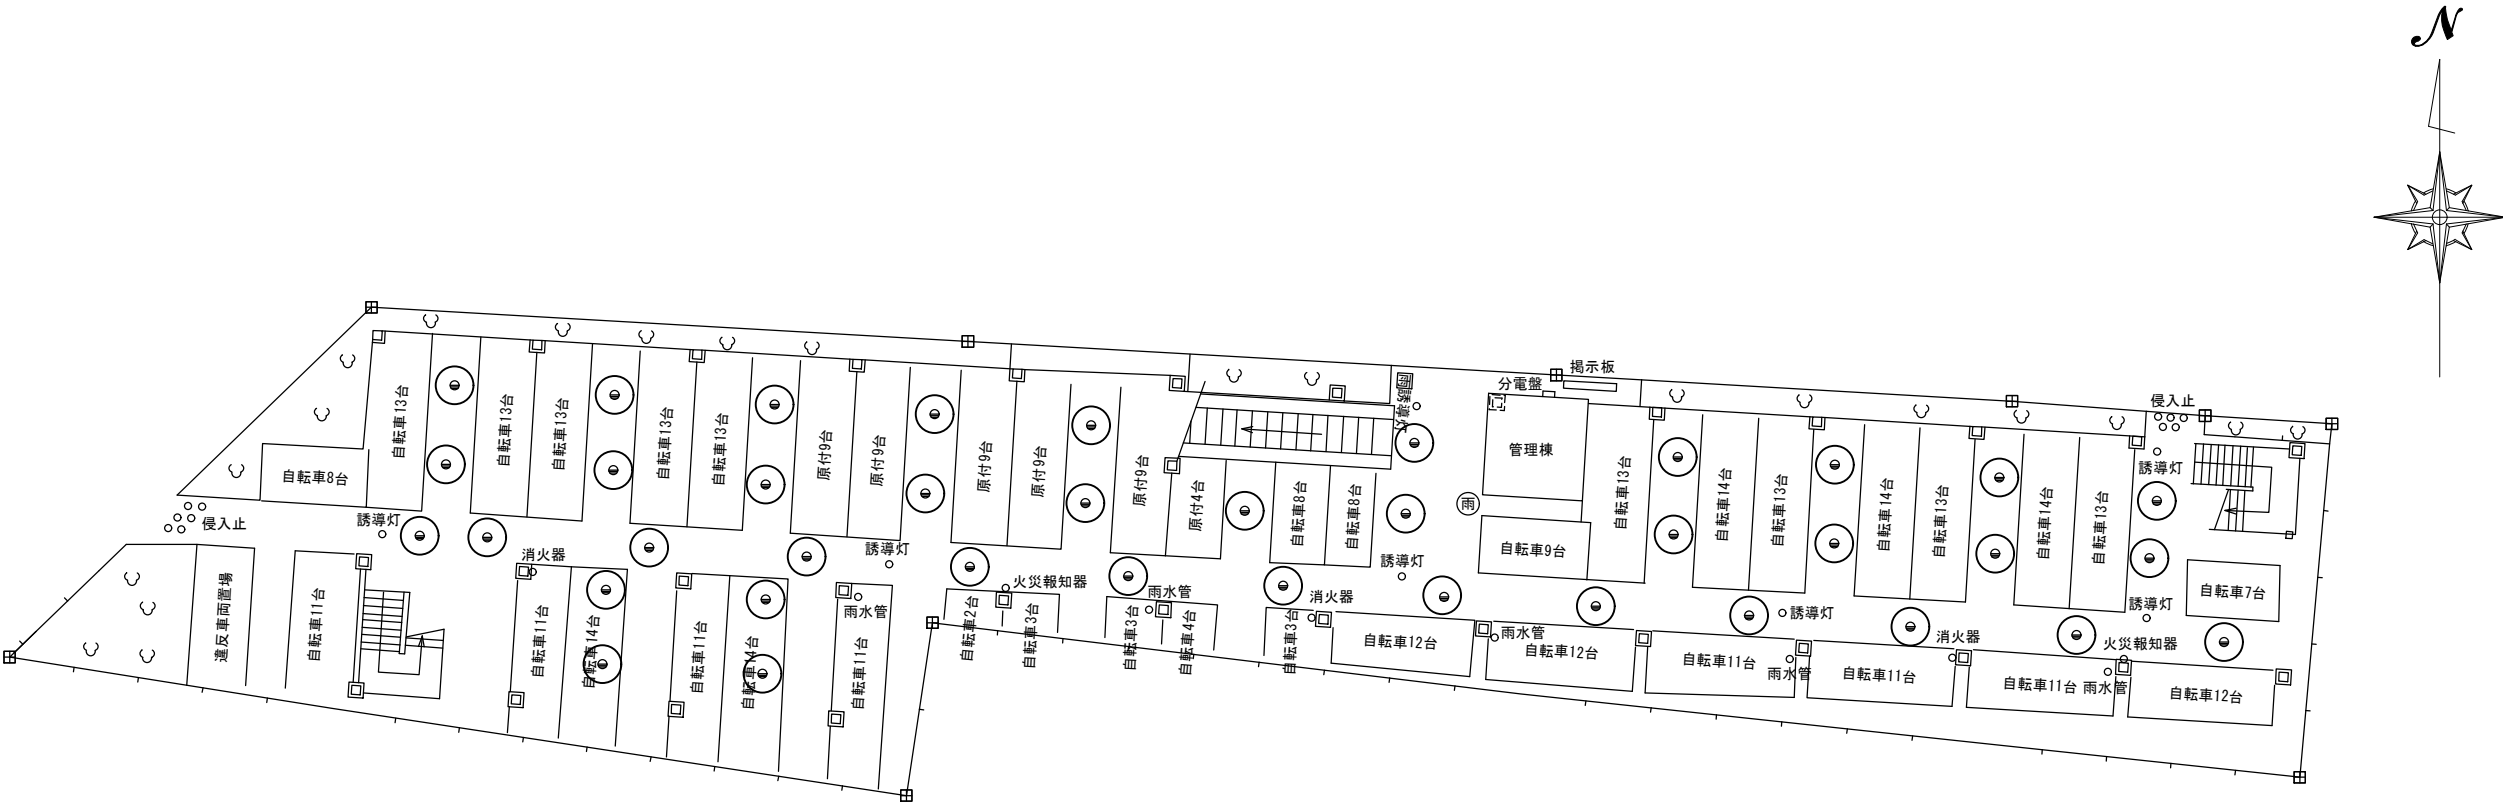 N
掲示板
分電盤
雨
誘導灯
侵入止
自転車13台
自転車13台
自転車13台
自転車13台
自転車13台
原付9台
原付9台
原付9台
原付9台
原付9台
原付4台
自転車8台
自転車8台
管理棟
自転車13台
自転車14台
自転車13台
自転車14台
自転車13台
自転車14台
自転車13台
誘導灯
自転車8台
侵入止
誘導灯
雨
自転車9台
消火器
誘導灯
誘導灯
火災報知器
雨水管
消火器
誘導灯
誘導灯
自転車7台
違反車両置場
自転車11台
自転車11台
自転車14台
自転車11台
自転車14台
雨水管
自転車11台
自転車2台
自転車3台
自転車3台
自転車4台
自転車3台
自転車12台
雨水管
自転車12台
自転車11台
雨水管
消火器
自転車11台
火災報知器
自転車11台
雨水管
自転車12台